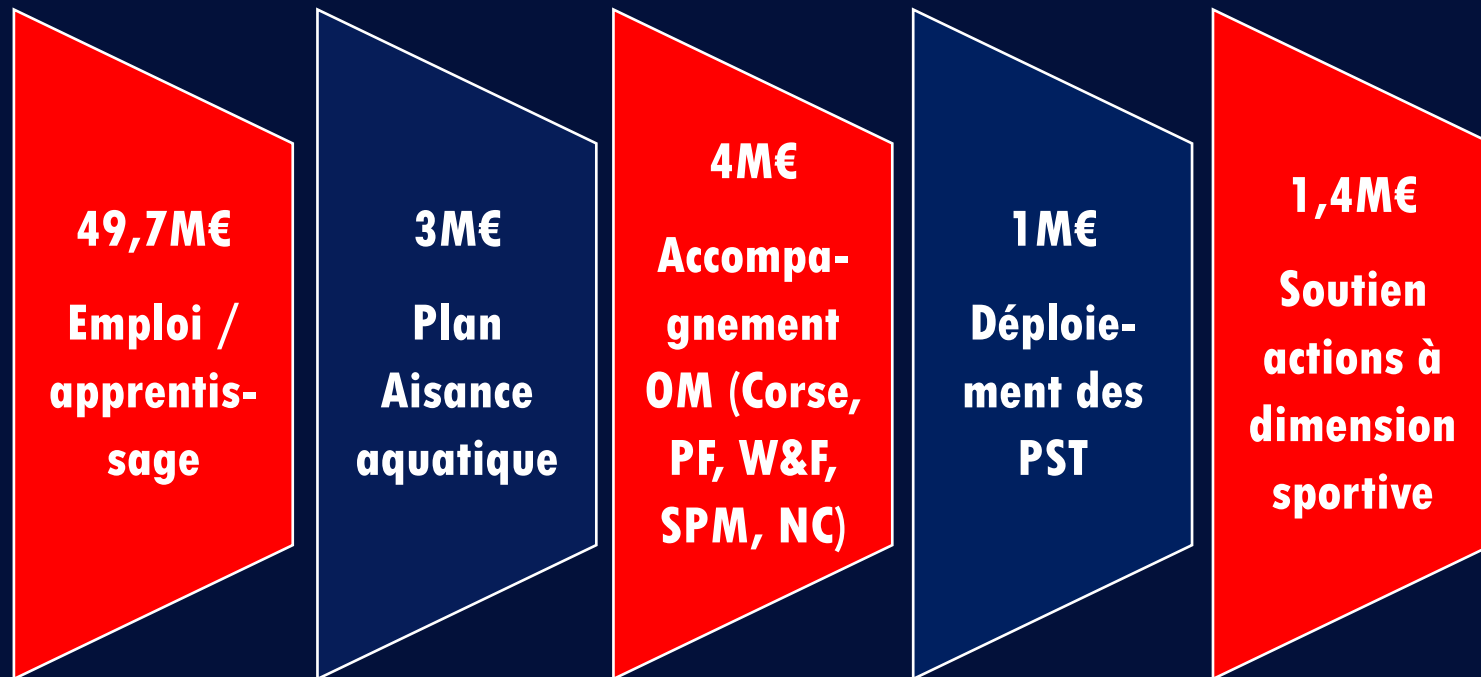 49,7M€
Emploi /
apprentis-
sage
3M€
Plan
Aisance
aquatique
4M€
Accompa-
gnement
OM (Corse,
PF, W&F,
SPM, NC)
1M€
Déploie-
ment des
PST
1,4M€
Soutien
actions à
dimension
sportive